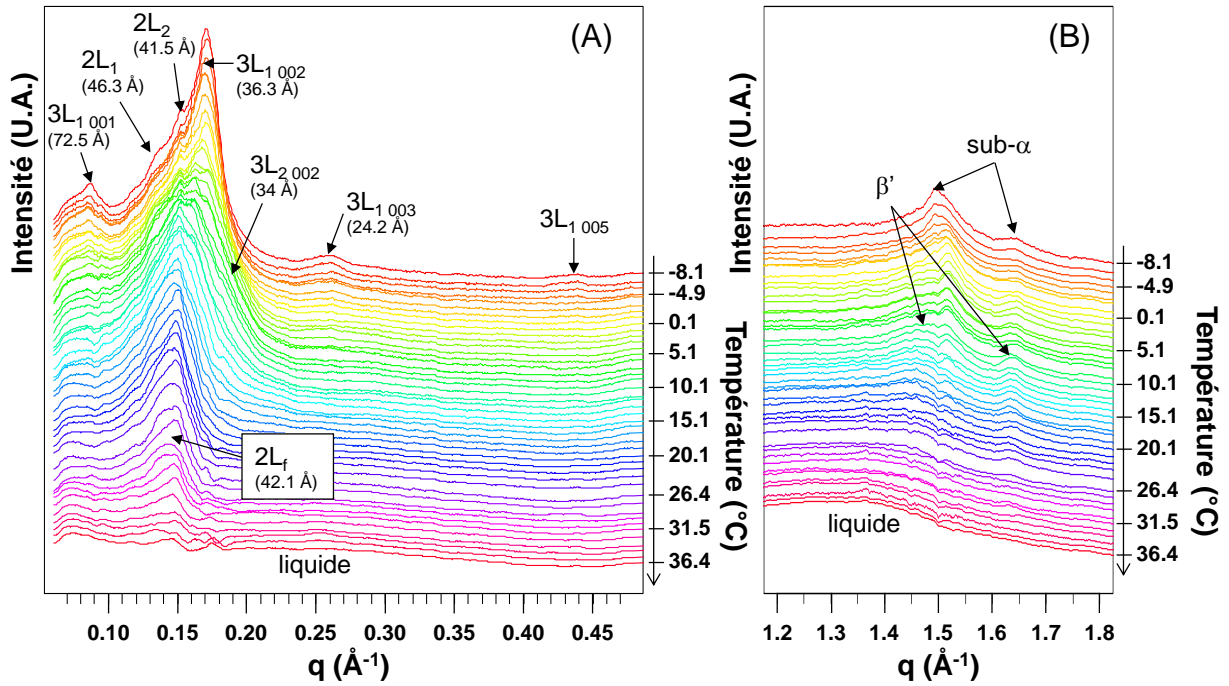 (A)
Intensité (U.A.)
3L1 001
(72.5 Å)
2L1
(46.3 Å)
2L2
(41.5 Å)
3L1 002
(36.3 Å)
3L2 002
(34 Å)
3L1 003
(24.2 Å)
3L1 005
2Lf
(42.1 Å)
liquide
-8.1
-4.9
0.1
5.1
10.1
15.1
20.1
26.4
31.5
36.4
Température (°C)
0.10 0.15 0.20 0.25 0.30 0.35 0.40 0.45
q (Å-1)
(B)
Intensité (U.A.)
sub-α
β’
liquide
-8.1
-4.9
0.1
5.1
10.1
15.1
20.1
26.4
31.5
36.4
Température (°C)
1.2 1.3 1.4 1.5 1.6 1.7 1.8
q (Å-1)